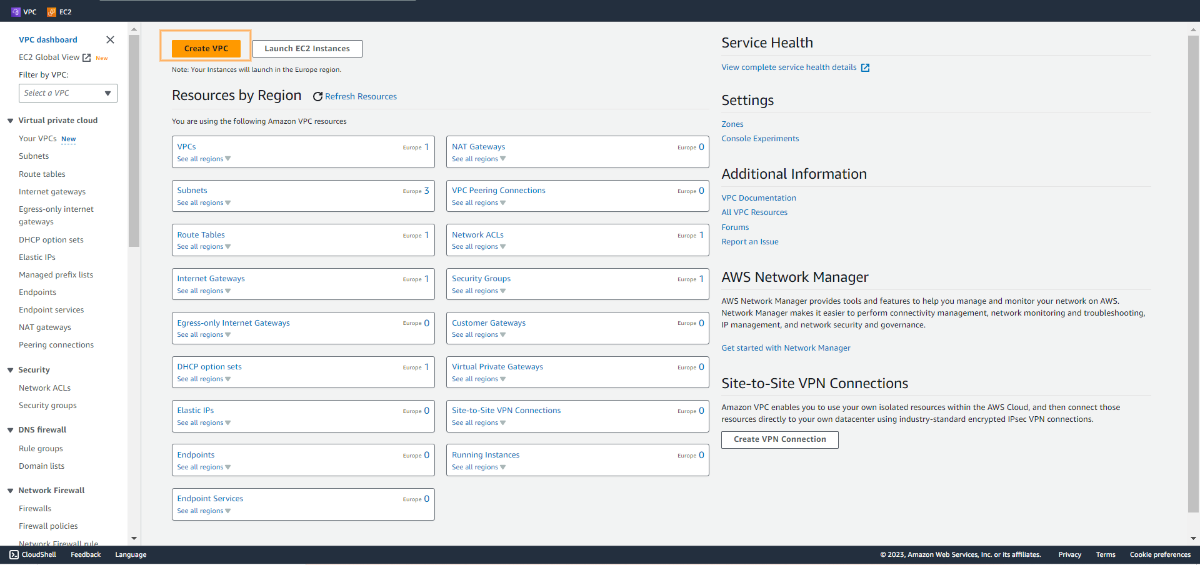 VPC EC2
VPC dashboard
EC2 Global View New
Filter by VPC:
Select a VPC
Virtual private cloud
Your VPCs New
Subnets
Route tables
Internet gateways
Egress-only internet
gateways
DHCP option sets
Elastic IPs
Managed prefix lists
Endpoints
Endpoint services
NAT gateways
Peering connections
Security
Network ACLs
Security groups
DNS firewall
Rule groups
Domain lists
Network Firewall
Firewalls
Firewall policies
Network Firewall rule
Create VPC Launch EC2 Instances
Note: Your Instances will launch in the Europe region.
Resources by Region Refresh Resources
You are using the following Amazon VPC resources
VPCs Europe 1
See all regions
NAT Gateways Europe 0
See all regions
Subnets Europe 3
See all regions
VPC Peering Connections Europe 0
See all regions
Route Tables Europe 1
See all regions
Network ACLs Europe 1
See all regions
Internet Gateways Europe 1
See all regions
Security Groups Europe 1
See all regions
Egress-only Internet Gateways Europe 0
See all regions
Customer Gateways Europe 0
See all regions
DHCP option sets Europe 1
See all regions
Virtual Private Gateways Europe 0
See all regions
Elastic IPs Europe 0
See all regions
Site-to-Site VPN Connections Europe 0
See all regions
Endpoints Europe 0
See all regions
Running Instances Europe 0
See all regions
Endpoint Services Europe 0
See all regions
Service Health
View complete service health details
Settings
Zones
Console Experiments
Additional Information
VPC Documentation
All VPC Resources
Forums
Report an Issue
AWS Network Manager
AWS Network Manager provides tools and features to help you manage and monitor your network on AWS.
Network Manager makes it easier to perform connectivity management, network monitoring and troubleshooting,
IP management, and network security and governance.
Get started with Network Manager
Site-to-Site VPN Connections
Amazon VPC enables you to use your own isolated resources within the AWS Cloud, and then connect those
resources directly to your own datacenter using industry-standard encrypted IPsec VPN connections.
Create VPN Connection
CloudShell Feedback Language © 2023, Amazon Web Services, Inc. or its affiliates. Privacy Terms Cookie preferences